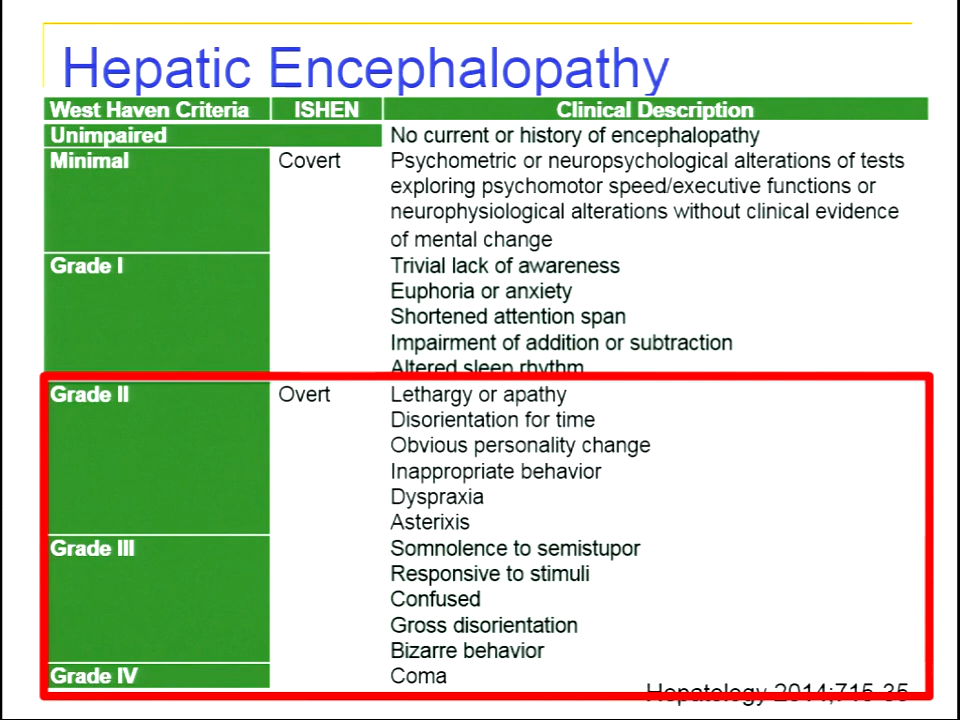 Hepatic Encephalopathy
West Haven Criteria ISHEN Clinical Description
Unimpaired No current or history of encephalopathy
Minimal Covert Psychometric or neuropsychological alterations of tests
exploring psychomotor speed/executive functions or
neurophysiological alterations without clinical evidence
of mental change
Grade I Trivial lack of awareness
Euphoria or anxiety
Shortened attention span
Impairment of addition or subtraction
Altered sleep rhythm
Grade II Overt Lethargy or apathy
Disorientation for time
Obvious personality change
Inappropriate behavior
Dyspraxia
Asterixis
Grade III Somnolence to semistupor
Responsive to stimuli
Confused
Gross disorientation
Bizarre behavior
Grade IV Coma
Hepatology 2014;715-35